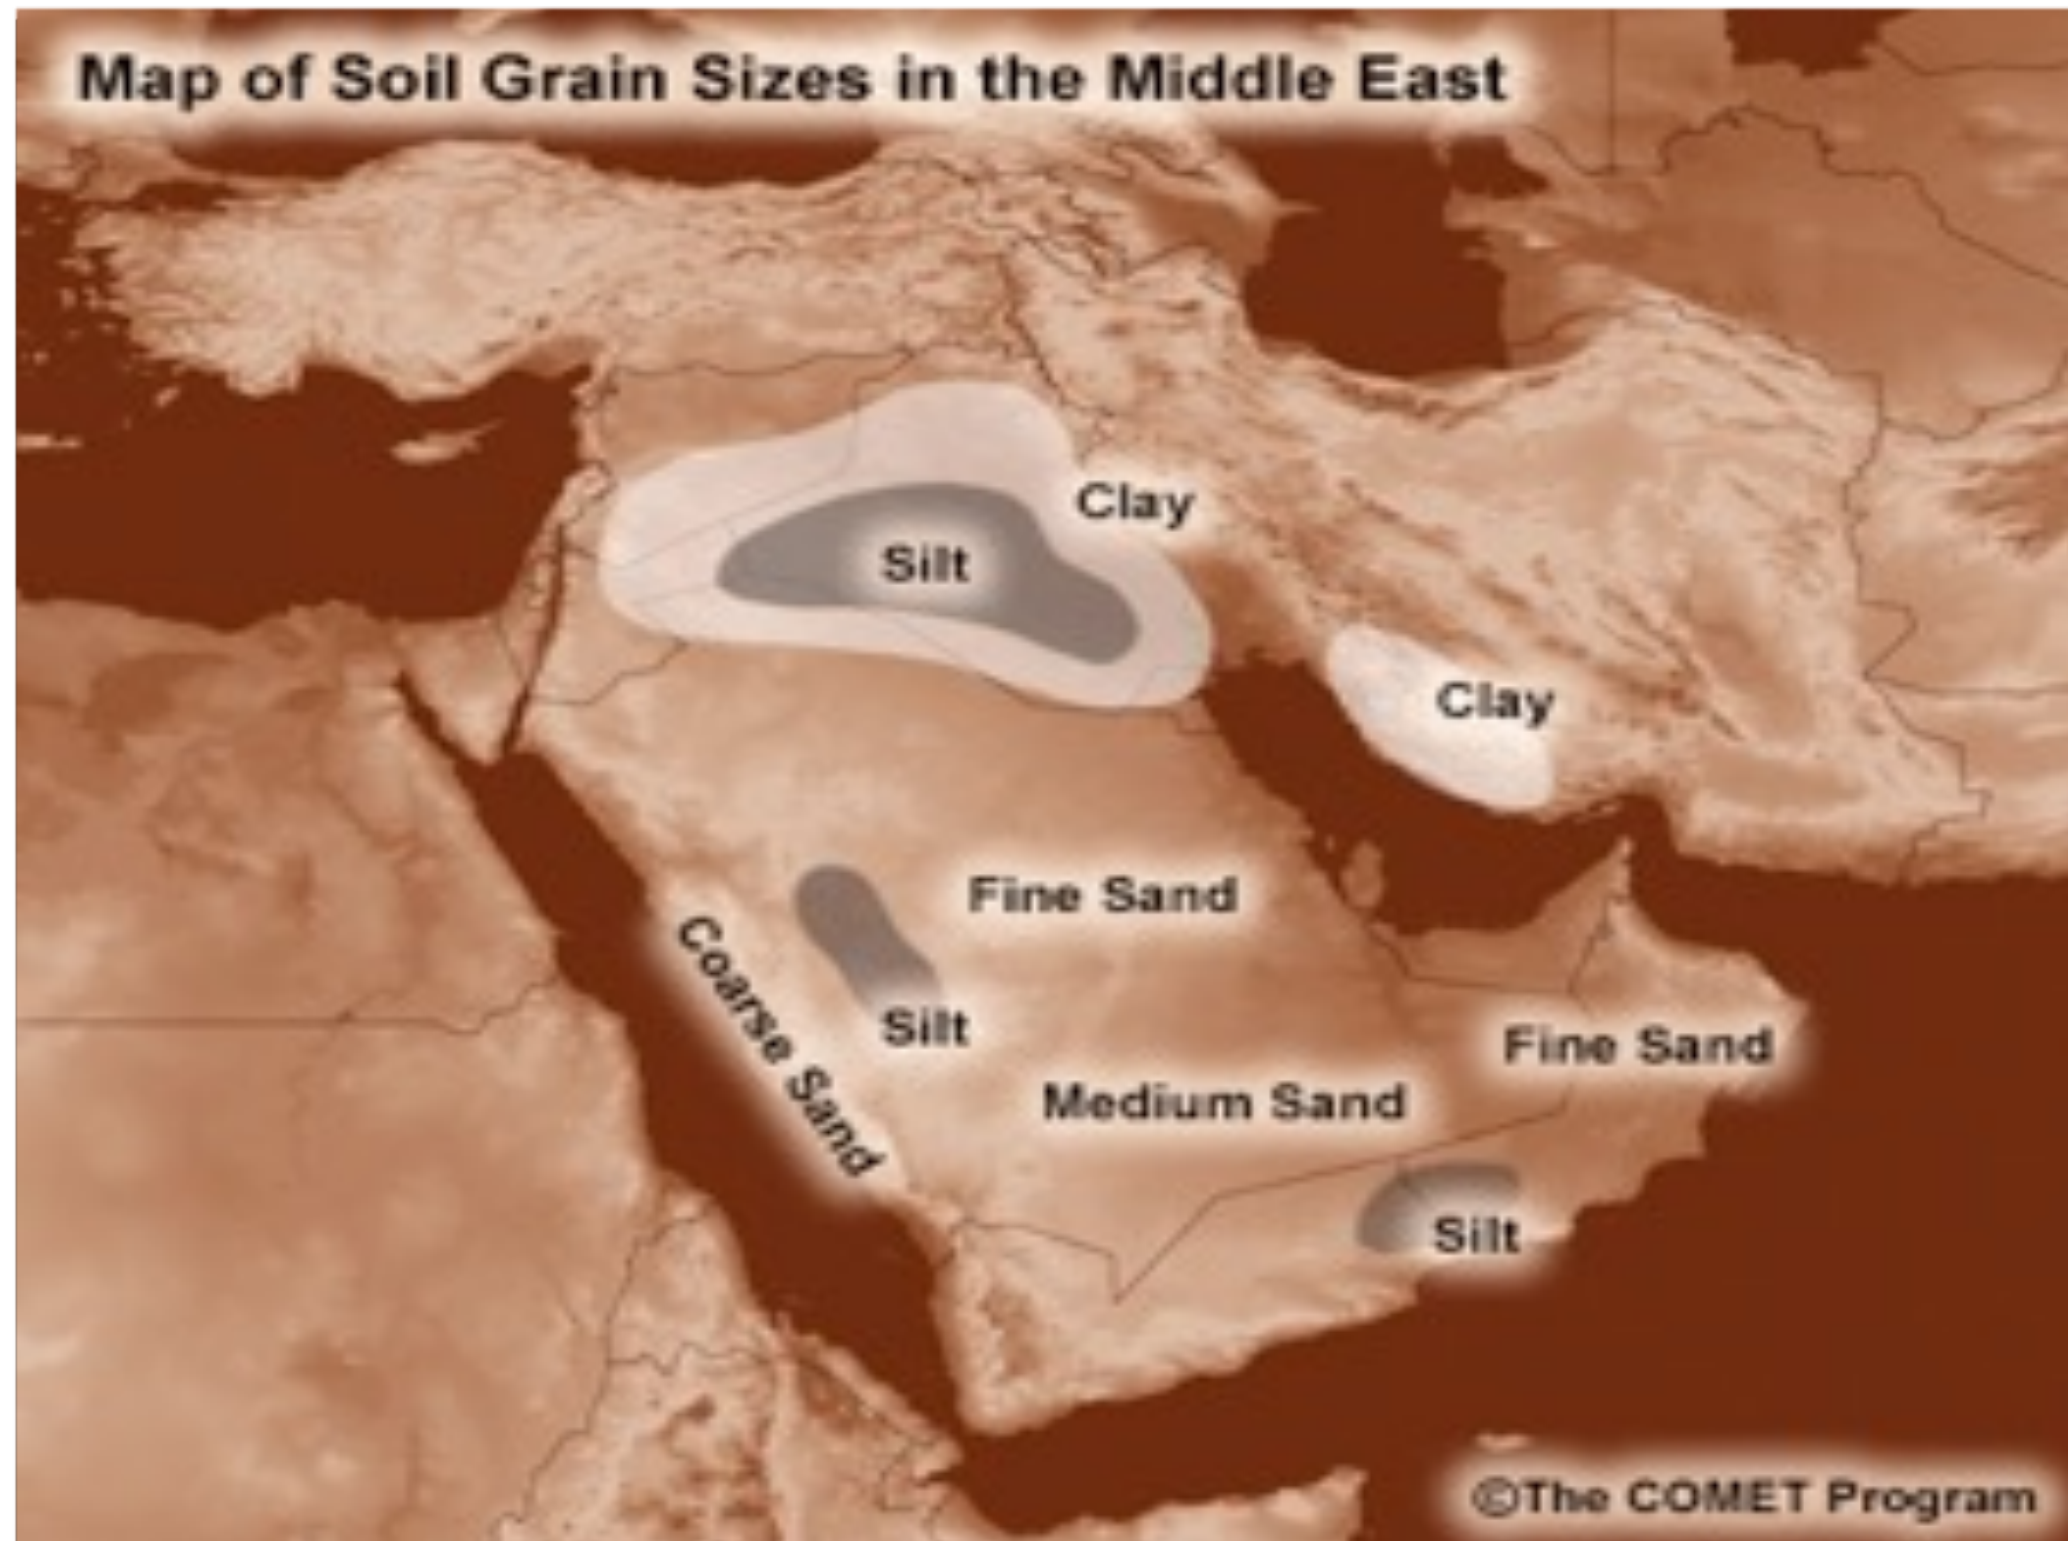 Map of Soil Grain Sizes in the Middle East
Clay
Silt
Clay
Fine Sand
Coarse Sand
Silt
Fine Sand
Medium Sand
Silt
©The COMET Program